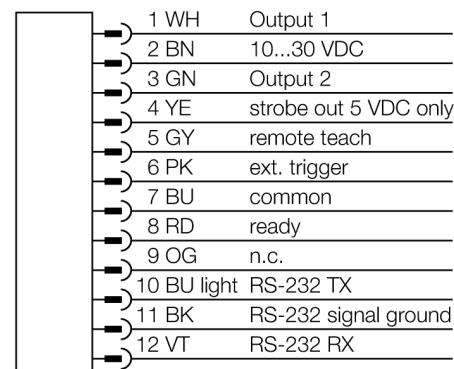 1 WH Output 1
2 BN 10...30 VDC
3 GN Output 2
4 YE strobe out 5 VDC only
5 GY remote teach
6 PK ext. trigger
7 BU common
8 RD ready
9 OG n.c.
10 BU light RS-232 TX
11 BK RS-232 signal ground
12 VT RS-232 RX